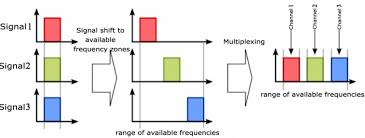 Signal1
Signal2
Signal3
Signal shift to
available
frequency zones
range of available frequencies
Multiplexing
Channel 1
Channel 2
Channel 3
range of available frequencies